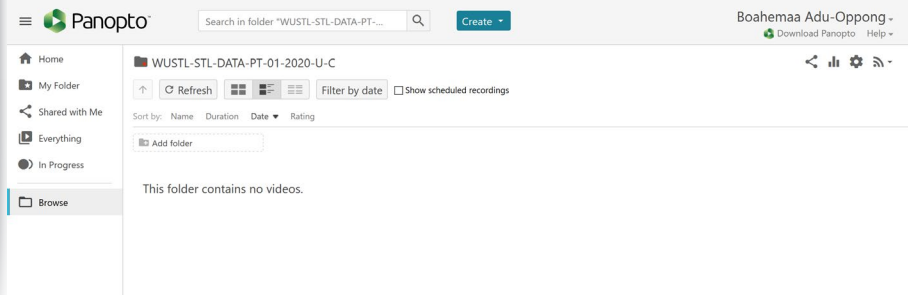 Panopto
Search in folder "WUSTL-STL-DATA-PT-...
Create
Boahemaa Adu-Oppong
Download Panopto Help
Home
My Folder
Shared with Me
Everything
In Progress
Browse
WUSTL-STL-DATA-PT-01-2020-U-C
Refresh
Filter by date
Show scheduled recordings
Sort by: Name Duration Date Rating
Add folder
This folder contains no videos.